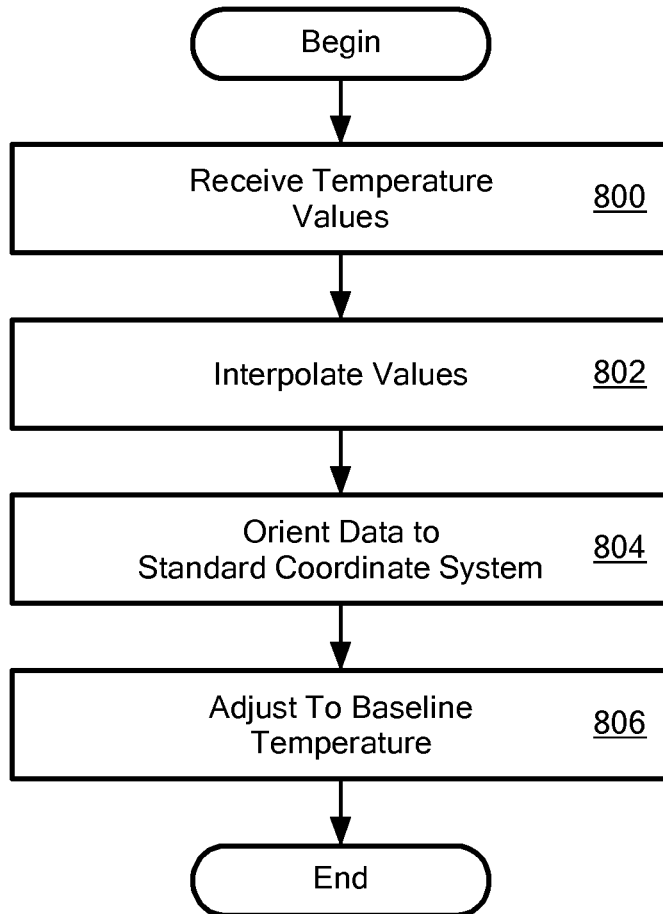 Begin
Receive Temperature
Values
800
Interpolate Values
802
Orient Data to
Standard Coordinate System
804
Adjust To Baseline
Temperature
806
End